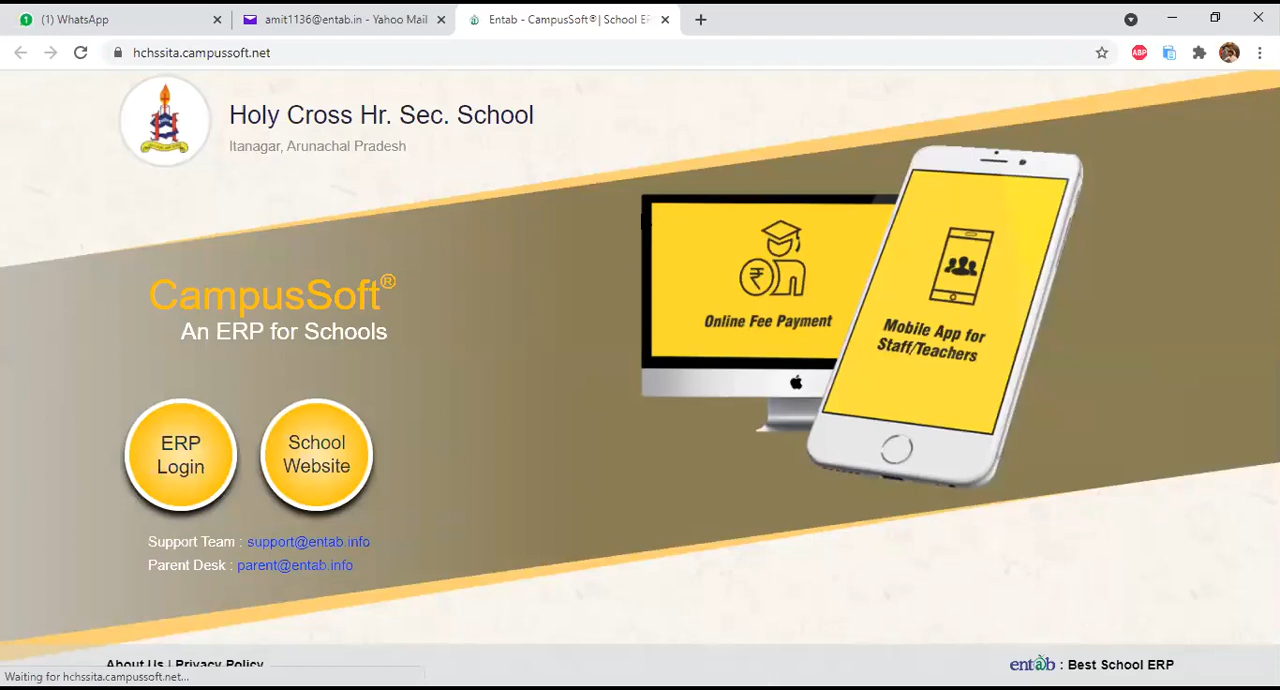 (1) WhatsApp
amit1136@entab.in - Yahoo Mail
Entab - CampusSoft® | School
hchssita.campussoft.net
ABP
Holy Cross Hr. Sec. School
Itanagar, Arunachal Pradesh
Online Fee Payment
Mobile App for
Staff/Teachers
CampusSoft®
An ERP for Schools
ERP
Login
School
Website
Support Team : support@entab.info
Parent Desk : parent@entab.info
About Us | Privacy Policy
entab : Best School ERP
Waiting for hchssita.campussoft.net...